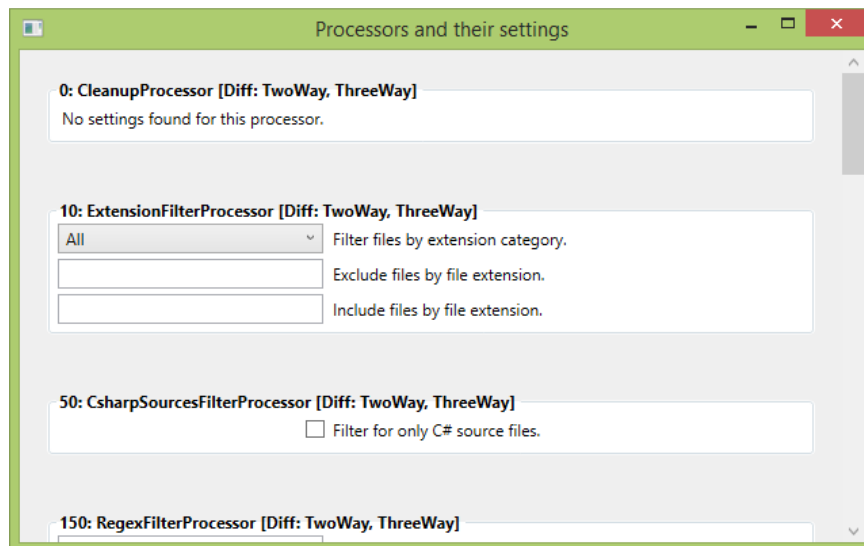 Processors and their settings
0: CleanupProcessor [Diff: TwoWay, ThreeWay]
No settings found for this processor.
10: ExtensionFilterProcessor [Diff: TwoWay, ThreeWay]
All Filter files by extension category.
Exclude files by file extension.
Include files by file extension.
50: CsharpSourcesFilterProcessor [Diff: TwoWay, ThreeWay]
Filter for only C# source files.
150: RegexFilterProcessor [Diff: TwoWay, ThreeWay]